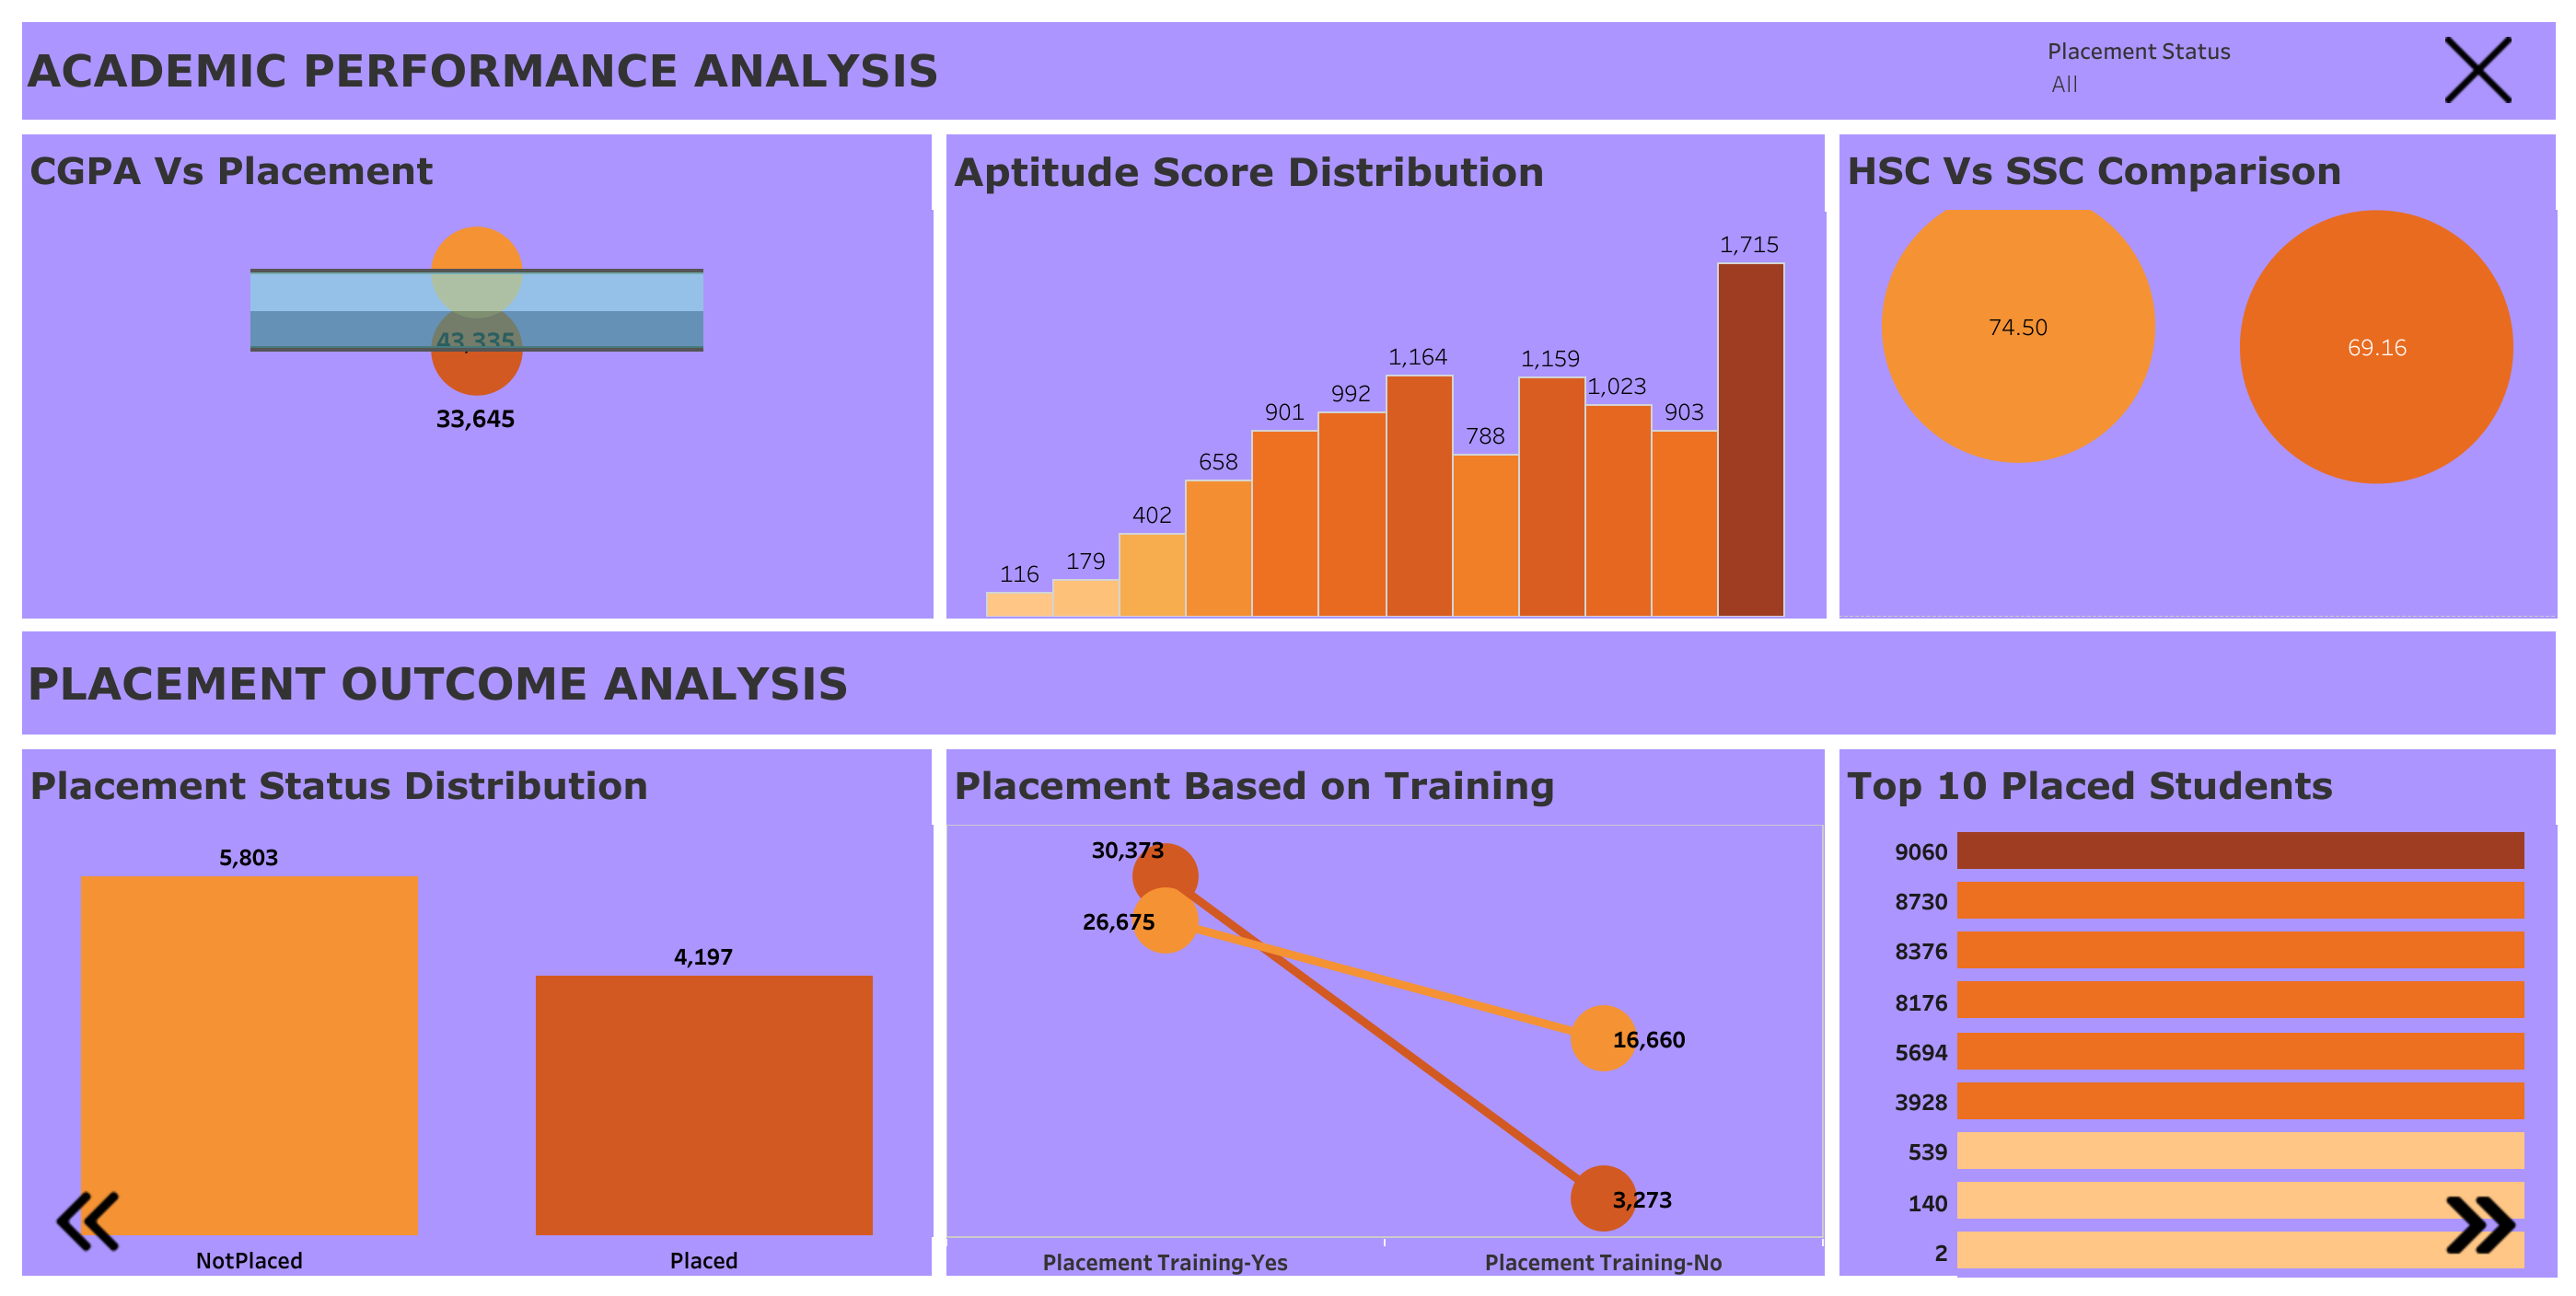 ACADEMIC PERFORMANCE ANALYSIS
Placement Status
All
CGPA Vs Placement
43,335
33,645
Aptitude Score Distribution
116
179
402
658
901
992
1,164
788
1,159
1,023
903
1,715
HSC Vs SSC Comparison
74.50
69.16
PLACEMENT OUTCOME ANALYSIS
Placement Status Distribution
5,803
4,197
NotPlaced
Placed
Placement Based on Training
30,373
26,675
16,660
3,273
Placement Training-Yes
Placement Training-No
Top 10 Placed Students
9060
8730
8376
8176
5694
3928
539
140
2